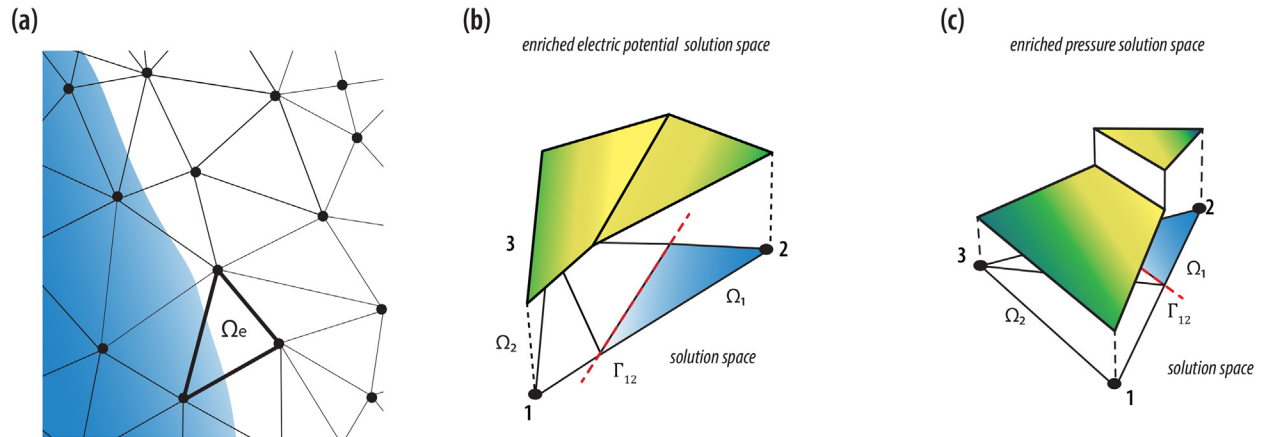 (a)
Ωe
(b)
enriched electric potential solution space
3
2
Ω₁
Ω₂
Γ₁₂
solution space
1
(c)
enriched pressure solution space
2
3
Ω₁
Ω₂
Γ₁₂
solution space
1